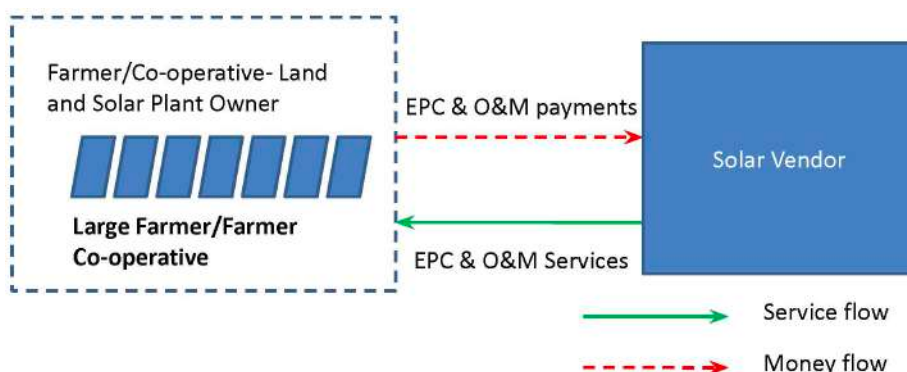 Farmer/Co-operative- Land
and Solar Plant Owner
Large Farmer/Farmer
Co-operative
EPC & O&M payments
EPC & O&M Services
Solar Vendor
Service flow
Money flow